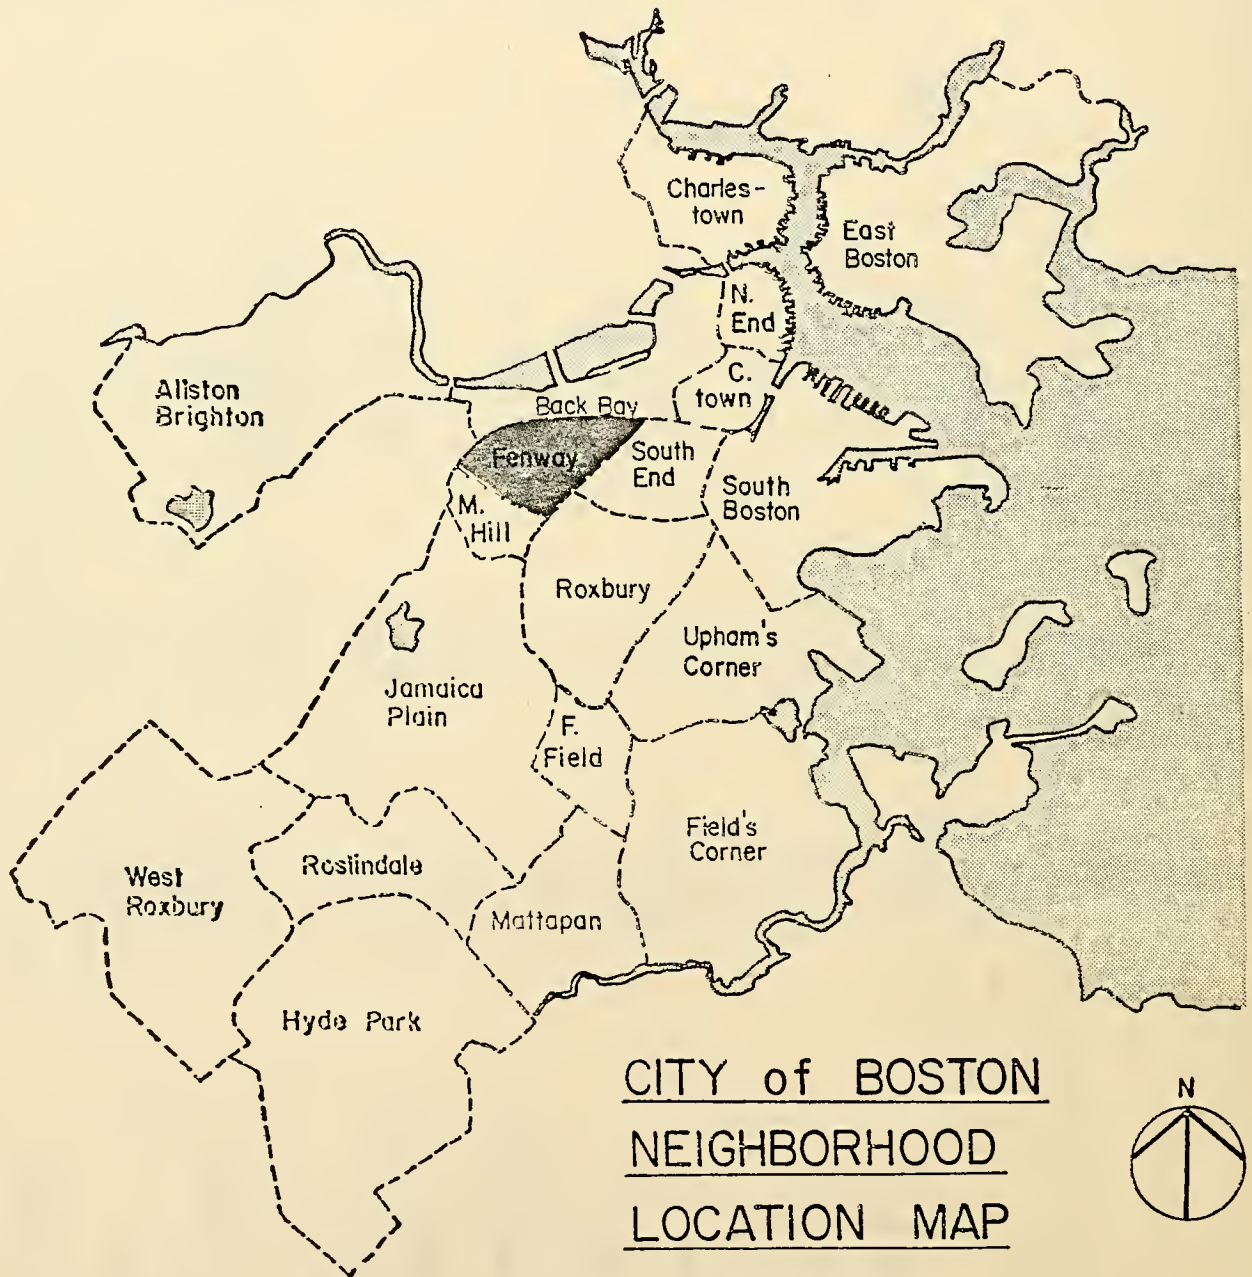 Charles-
town
East
Boston
N.
End
Allston
Brighton
C.
town
Back Bay
Fenway
South
End
South
Boston
M.
Hill
Roxbury
Upham's
Corner
Jamaica
Plain
F.
Field
Field's
Corner
West
Roxbury
Roslindale
Mattapan
Hyde Park
CITY of BOSTON
NEIGHBORHOOD
LOCATION MAP
N